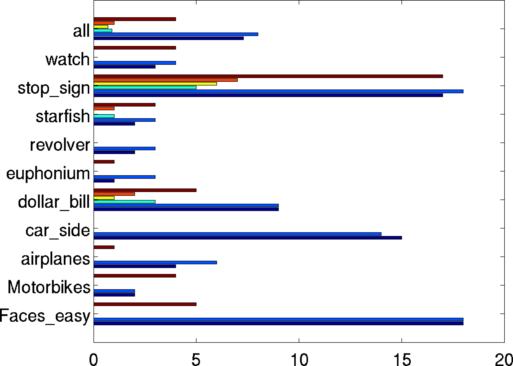 all
watch
stop_sign
starfish
revolver
euphonium
dollar_bill
car_side
airplanes
Motorbikes
Faces_easy
0 5 10 15 20